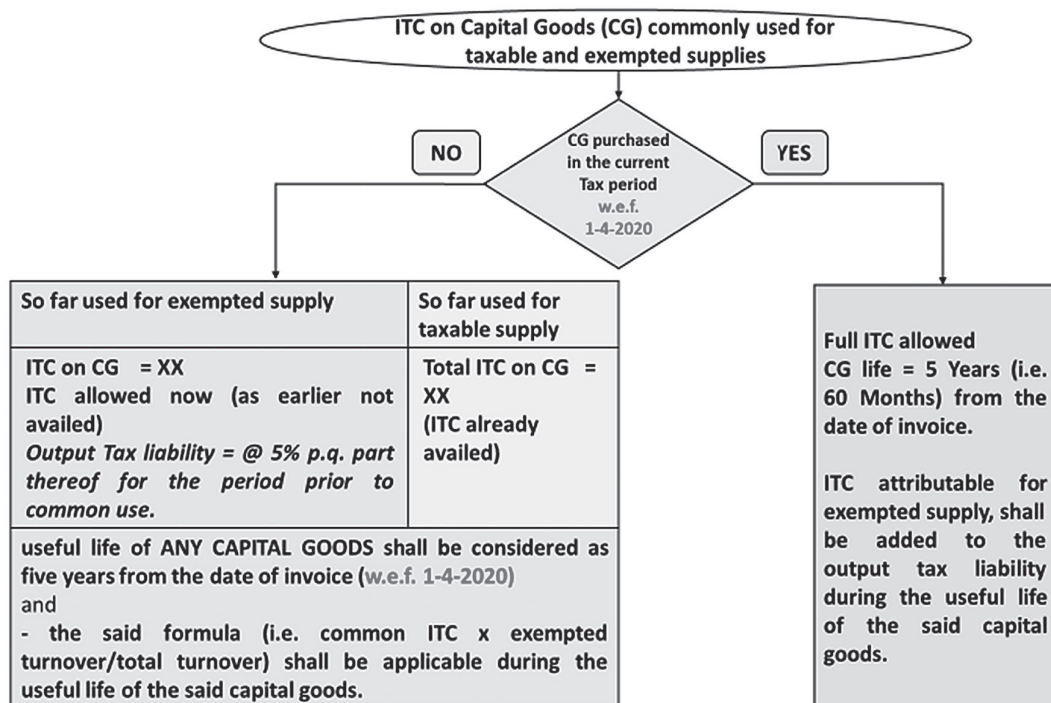 ITC on Capital Goods (CG) commonly used for
taxable and exempted supplies
NO
CG purchased
in the current
Tax period
w.e.f.
1-4-2020
YES
So far used for exempted supply
So far used for
taxable supply
ITC on CG = XX
ITC allowed now (as earlier not
availed)
Output Tax liability = @ 5% p.q. part
thereof for the period prior to
common use.
Total ITC on CG =
XX
(ITC already
availed)
useful life of ANY CAPITAL GOODS shall be considered as
five years from the date of invoice (w.e.f. 1-4-2020)
and
- the said formula (i.e. common ITC x exempted
turnover/total turnover) shall be applicable during the
useful life of the said capital goods.
Full ITC allowed
CG life = 5 Years (i.e.
60 Months) from the
date of invoice.
ITC attributable for
exempted supply, shall
be added to the
output tax liability
during the useful life
of the said capital
goods.